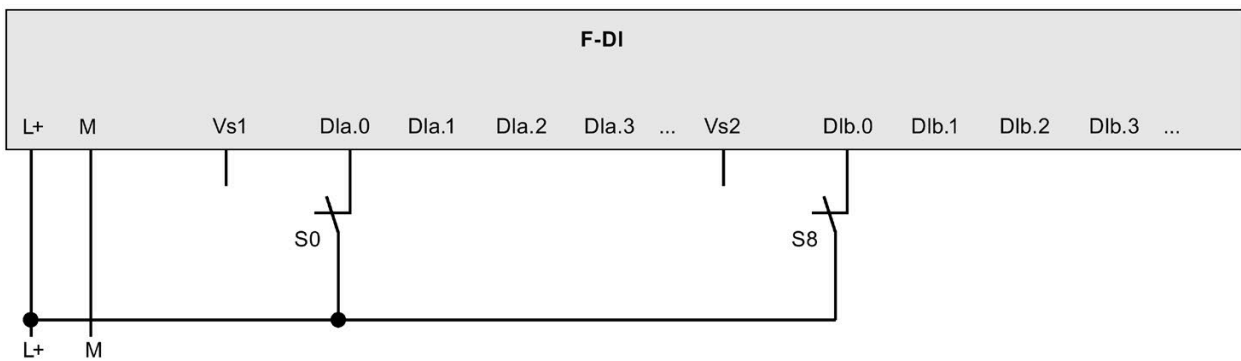 F-DI
L+ M Vs1 DIa.0 DIa.1 DIa.2 DIa.3 ... Vs2 DIb.0 DIb.1 DIb.2 DIb.3 ...
S0 S8
L+ M